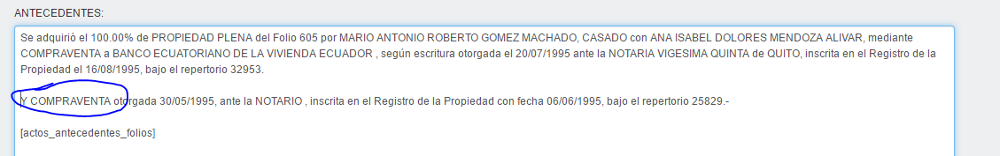 ANTECEDENTES:
Se adquirió el 100.00% de PROPIEDAD PLENA del Folio 605 por MARIO ANTONIO ROBERTO GOMEZ MACHADO, CASADO con ANA ISABEL DOLORES MENDOZA ALIVAR, mediante
COMPRAVENTA a BANCO ECUATORIANO DE LA VIVIENDA ECUADOR , según escritura otorgada el 20/07/1995 ante la NOTARIA VIGESIMA QUINTA de QUITO, inscrita en el Registro de la
Propiedad el 16/08/1995, bajo el repertorio 32953.
Y COMPRAVENTA otorgada 30/05/1995, ante la NOTARIO , inscrita en el Registro de la Propiedad con fecha 06/06/1995, bajo el repertorio 25829.-
[actos_antecedentes_folios]